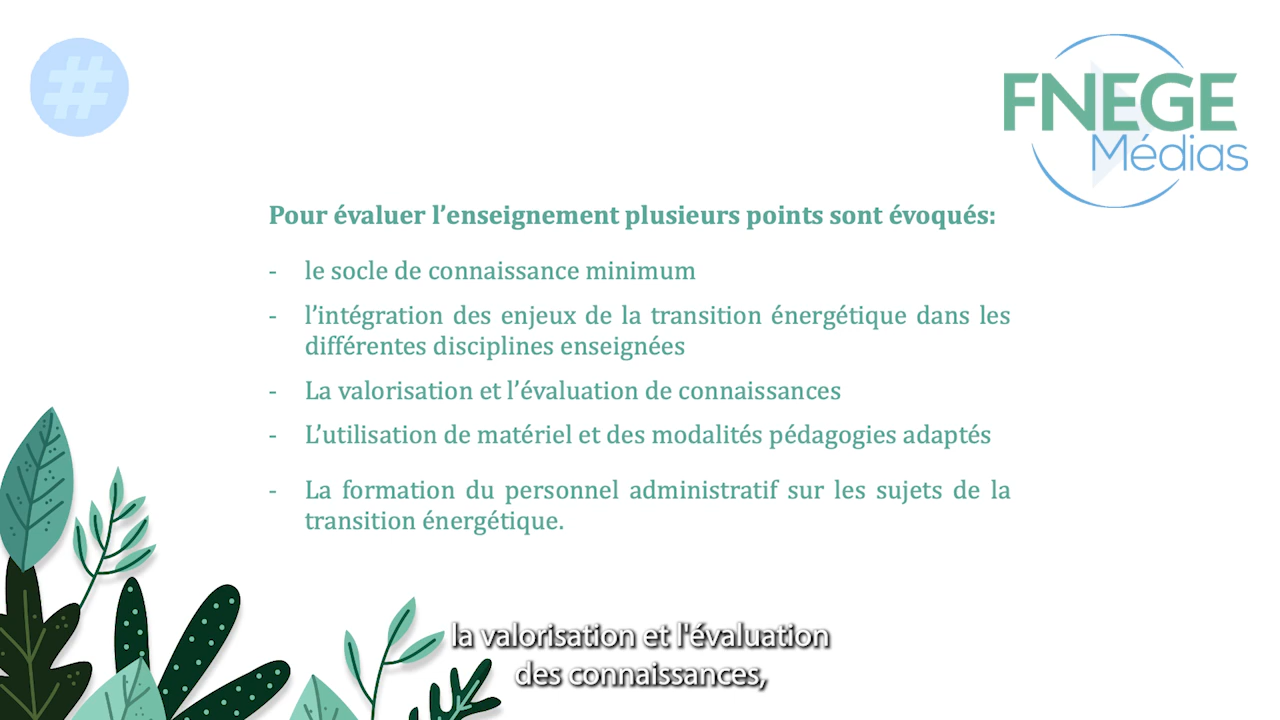 #
FNEGE
Médias
Pour évaluer l’enseignement plusieurs points sont évoqués:
- le socle de connaissance minimum
- l’intégration des enjeux de la transition énergétique dans les
différentes disciplines enseignées
- La valorisation et l’évaluation de connaissances
- L’utilisation de matériel et des modalités pédagogies adaptés
- La formation du personnel administratif sur les sujets de la
transition énergétique.
la valorisation et l'évaluation
des connaissances,